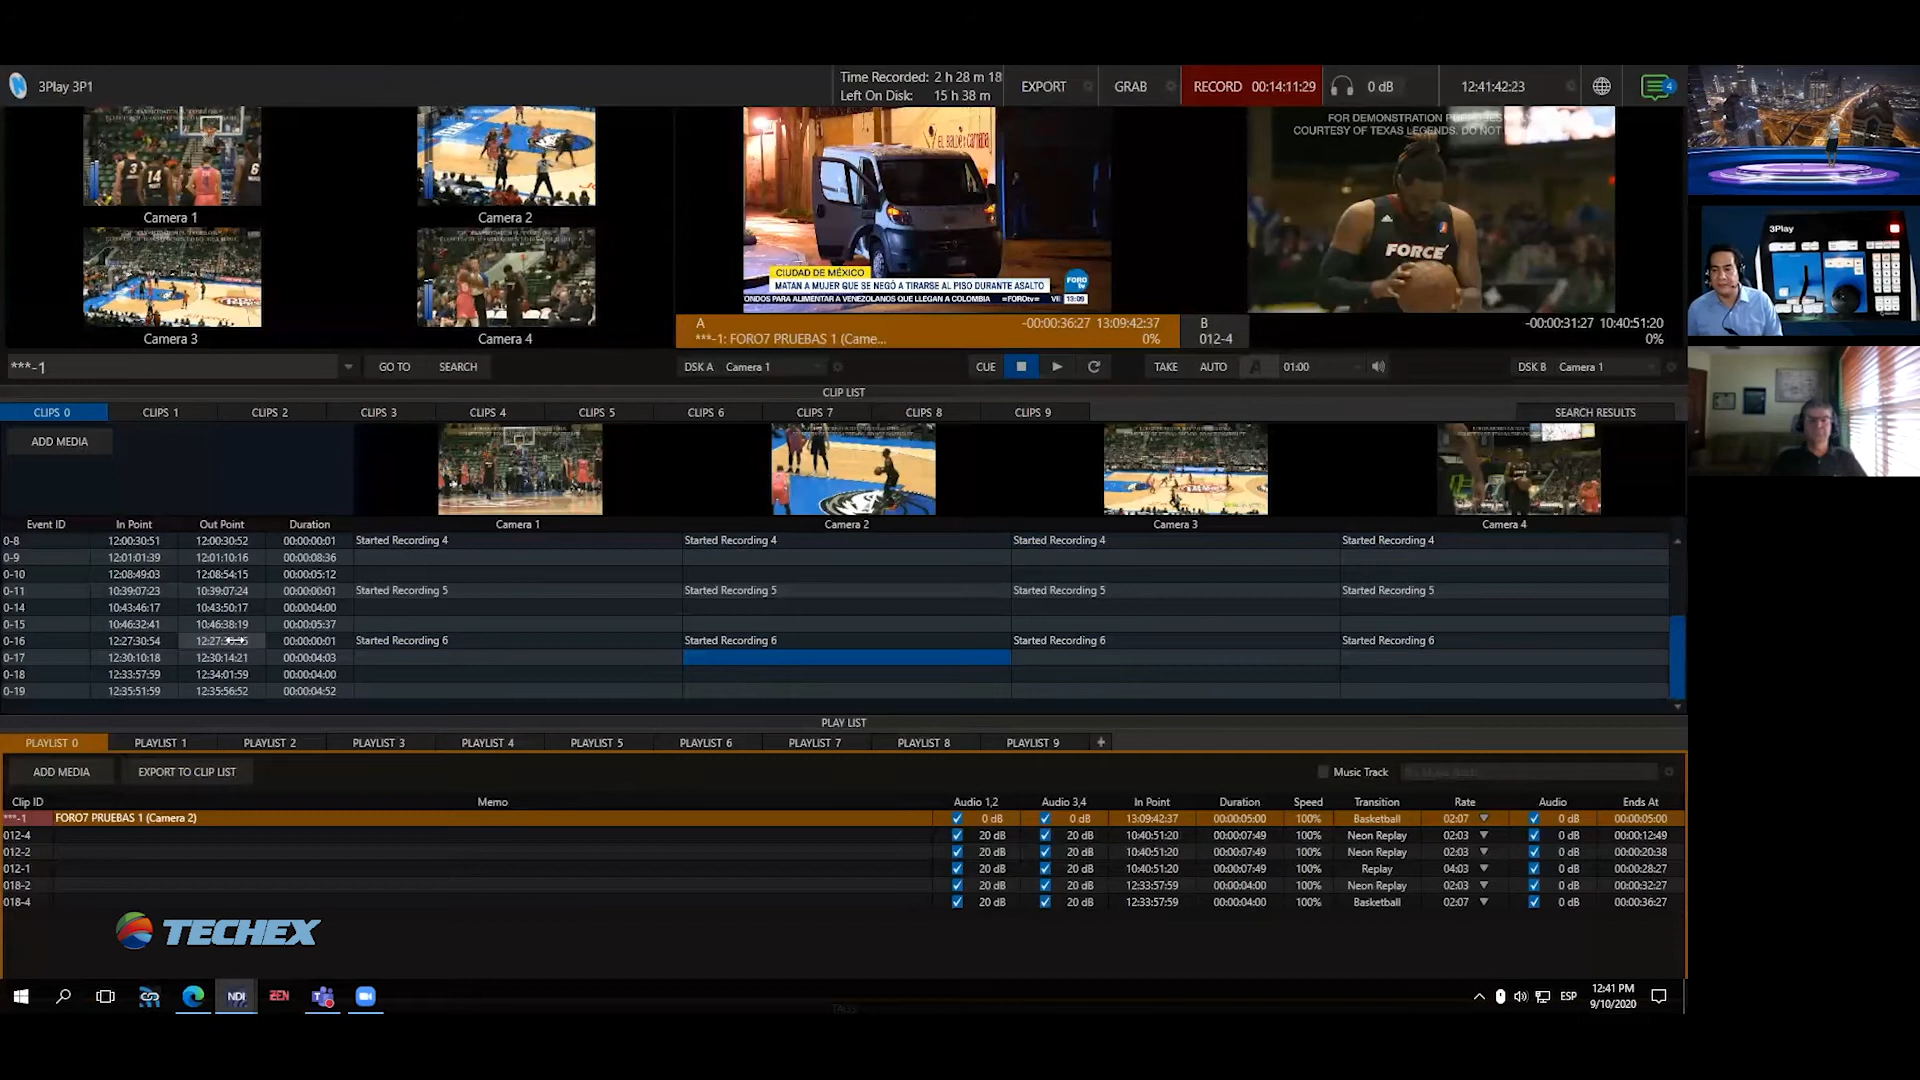 3Play 3P1
Time Recorded: 2 h 28 m 18
Left On Disk: 15 h 38 m
EXPORT
GRAB
RECORD 00:14:11:29
0 dB
12:41:42:23
4
Camera 1
Camera 2
Camera 3
Camera 4
CIUDAD DE MÉXICO
MATAN A MUJER QUE SE NEGÓ A TIRARSE AL PISO DURANTE ASALTO
ONDOS PARA ALIMENTAR A VENEZOLANOS QUE LLEGAN A COLOMBIA =FOROtv= VE 13:09
FORO tv
FOR DEMONSTRATION
COURTESY OF TEXAS LEGENDS. DO NOT
FORCE
3Play
A -00:00:36:27 13:09:42:37
***-1: FORO7 PRUEBAS 1 (Came... 0%
B -00:00:31:27 10:40:51:20
012-4 0%
***-1 GO TO SEARCH
DSK A Camera 1 CUE TAKE AUTO A 01:00 DSK B Camera 1
CLIP LIST
CLIPS 0 CLIPS 1 CLIPS 2 CLIPS 3 CLIPS 4 CLIPS 5 CLIPS 6 CLIPS 7 CLIPS 8 CLIPS 9 SEARCH RESULTS
ADD MEDIA
Event ID In Point Out Point Duration Camera 1 Camera 2 Camera 3 Camera 4
0-8 12:00:30:51 12:00:30:52 00:00:00:01 Started Recording 4 Started Recording 4 Started Recording 4 Started Recording 4
0-9 12:01:01:39 12:01:10:16 00:00:08:36
0-10 12:08:49:03 12:08:54:15 00:00:05:12
0-11 10:39:07:23 10:39:07:24 00:00:00:01 Started Recording 5 Started Recording 5 Started Recording 5 Started Recording 5
0-14 10:43:46:17 10:43:50:17 00:00:04:00
0-15 10:46:32:41 10:46:38:19 00:00:05:37
0-16 12:27:30:54 00:00:00:01 Started Recording 6 Started Recording 6 Started Recording 6 Started Recording 6
0-17 12:30:10:18 12:30:14:21 00:00:04:03
0-18 12:33:57:59 12:34:01:59 00:00:04:00
0-19 12:35:51:59 12:35:56:52 00:00:04:52
PLAY LIST
PLAYLIST 0 PLAYLIST 1 PLAYLIST 2 PLAYLIST 3 PLAYLIST 4 PLAYLIST 5 PLAYLIST 6 PLAYLIST 7 PLAYLIST 8 PLAYLIST 9 +
ADD MEDIA EXPORT TO CLIP LIST Music Track
Clip ID Memo Audio 1,2 Audio 3,4 In Point Duration Speed Transition Rate Audio Ends At
***-1 FORO7 PRUEBAS 1 (Camera 2) 0 dB 0 dB 13:09:42:37 00:00:05:00 100% Basketball 02:07 0 dB 00:00:05:00
012-4 20 dB 20 dB 10:40:51:20 00:00:07:49 100% Neon Replay 02:03 0 dB 00:00:12:49
012-2 20 dB 20 dB 10:40:51:20 00:00:07:49 100% Neon Replay 02:03 0 dB 00:00:20:38
012-1 20 dB 20 dB 10:40:51:20 00:00:07:49 100% Replay 04:03 0 dB 00:00:28:27
018-2 20 dB 20 dB 12:33:57:59 00:00:04:00 100% Neon Replay 02:03 0 dB 00:00:32:27
018-4 20 dB 20 dB 12:33:57:59 00:00:04:00 100% Basketball 02:07 0 dB 00:00:36:27
TECHEX
NDI ZEN ESP
12:41 PM
9/10/2020
TAGS